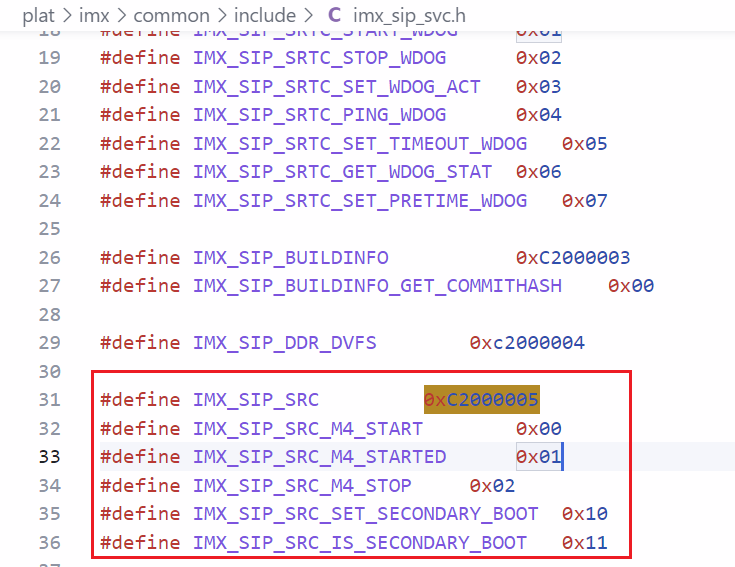 plat > imx > common > include > C imx_sip_svc.h
18 #define IMX_SIP_SRTC_START_WDOG 0x01
19 #define IMX_SIP_SRTC_STOP_WDOG 0x02
20 #define IMX_SIP_SRTC_SET_WDOG_ACT 0x03
21 #define IMX_SIP_SRTC_PING_WDOG 0x04
22 #define IMX_SIP_SRTC_SET_TIMEOUT_WDOG 0x05
23 #define IMX_SIP_SRTC_GET_WDOG_STAT 0x06
24 #define IMX_SIP_SRTC_SET_PRETIME_WDOG 0x07
25
26 #define IMX_SIP_BUILDINFO 0xC2000003
27 #define IMX_SIP_BUILDINFO_GET_COMMITHASH 0x00
28
29 #define IMX_SIP_DDR_DVFS 0xc2000004
30
31 #define IMX_SIP_SRC 0xC2000005
32 #define IMX_SIP_SRC_M4_START 0x00
33 #define IMX_SIP_SRC_M4_STARTED 0x01
34 #define IMX_SIP_SRC_M4_STOP 0x02
35 #define IMX_SIP_SRC_SET_SECONDARY_BOOT 0x10
36 #define IMX_SIP_SRC_IS_SECONDARY_BOOT 0x11